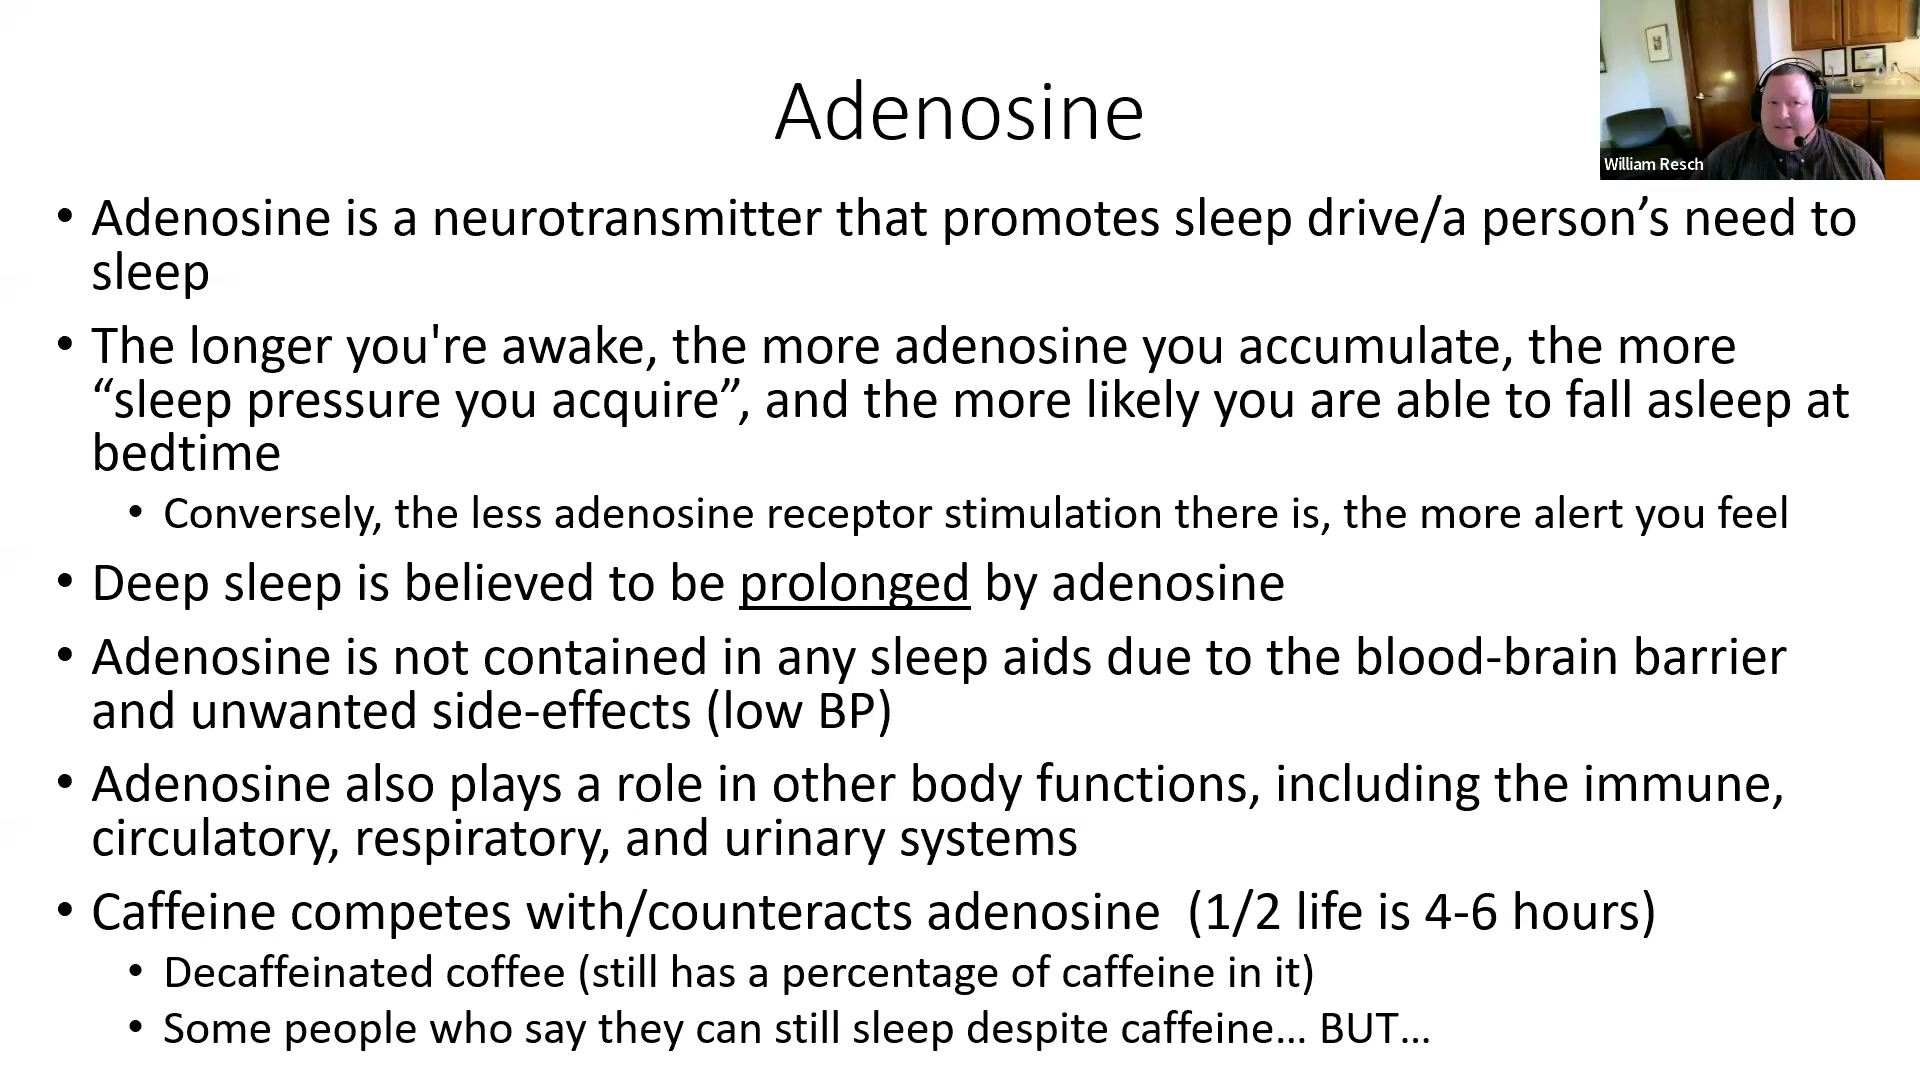 Adenosine
William Resch
• Adenosine is a neurotransmitter that promotes sleep drive/a person’s need to
sleep
• The longer you're awake, the more adenosine you accumulate, the more
“sleep pressure you acquire”, and the more likely you are able to fall asleep at
bedtime
• Conversely, the less adenosine receptor stimulation there is, the more alert you feel
• Deep sleep is believed to be prolonged by adenosine
• Adenosine is not contained in any sleep aids due to the blood-brain barrier
and unwanted side-effects (low BP)
• Adenosine also plays a role in other body functions, including the immune,
circulatory, respiratory, and urinary systems
• Caffeine competes with/counteracts adenosine  (1/2 life is 4-6 hours)
• Decaffeinated coffee (still has a percentage of caffeine in it)
• Some people who say they can still sleep despite caffeine… BUT…